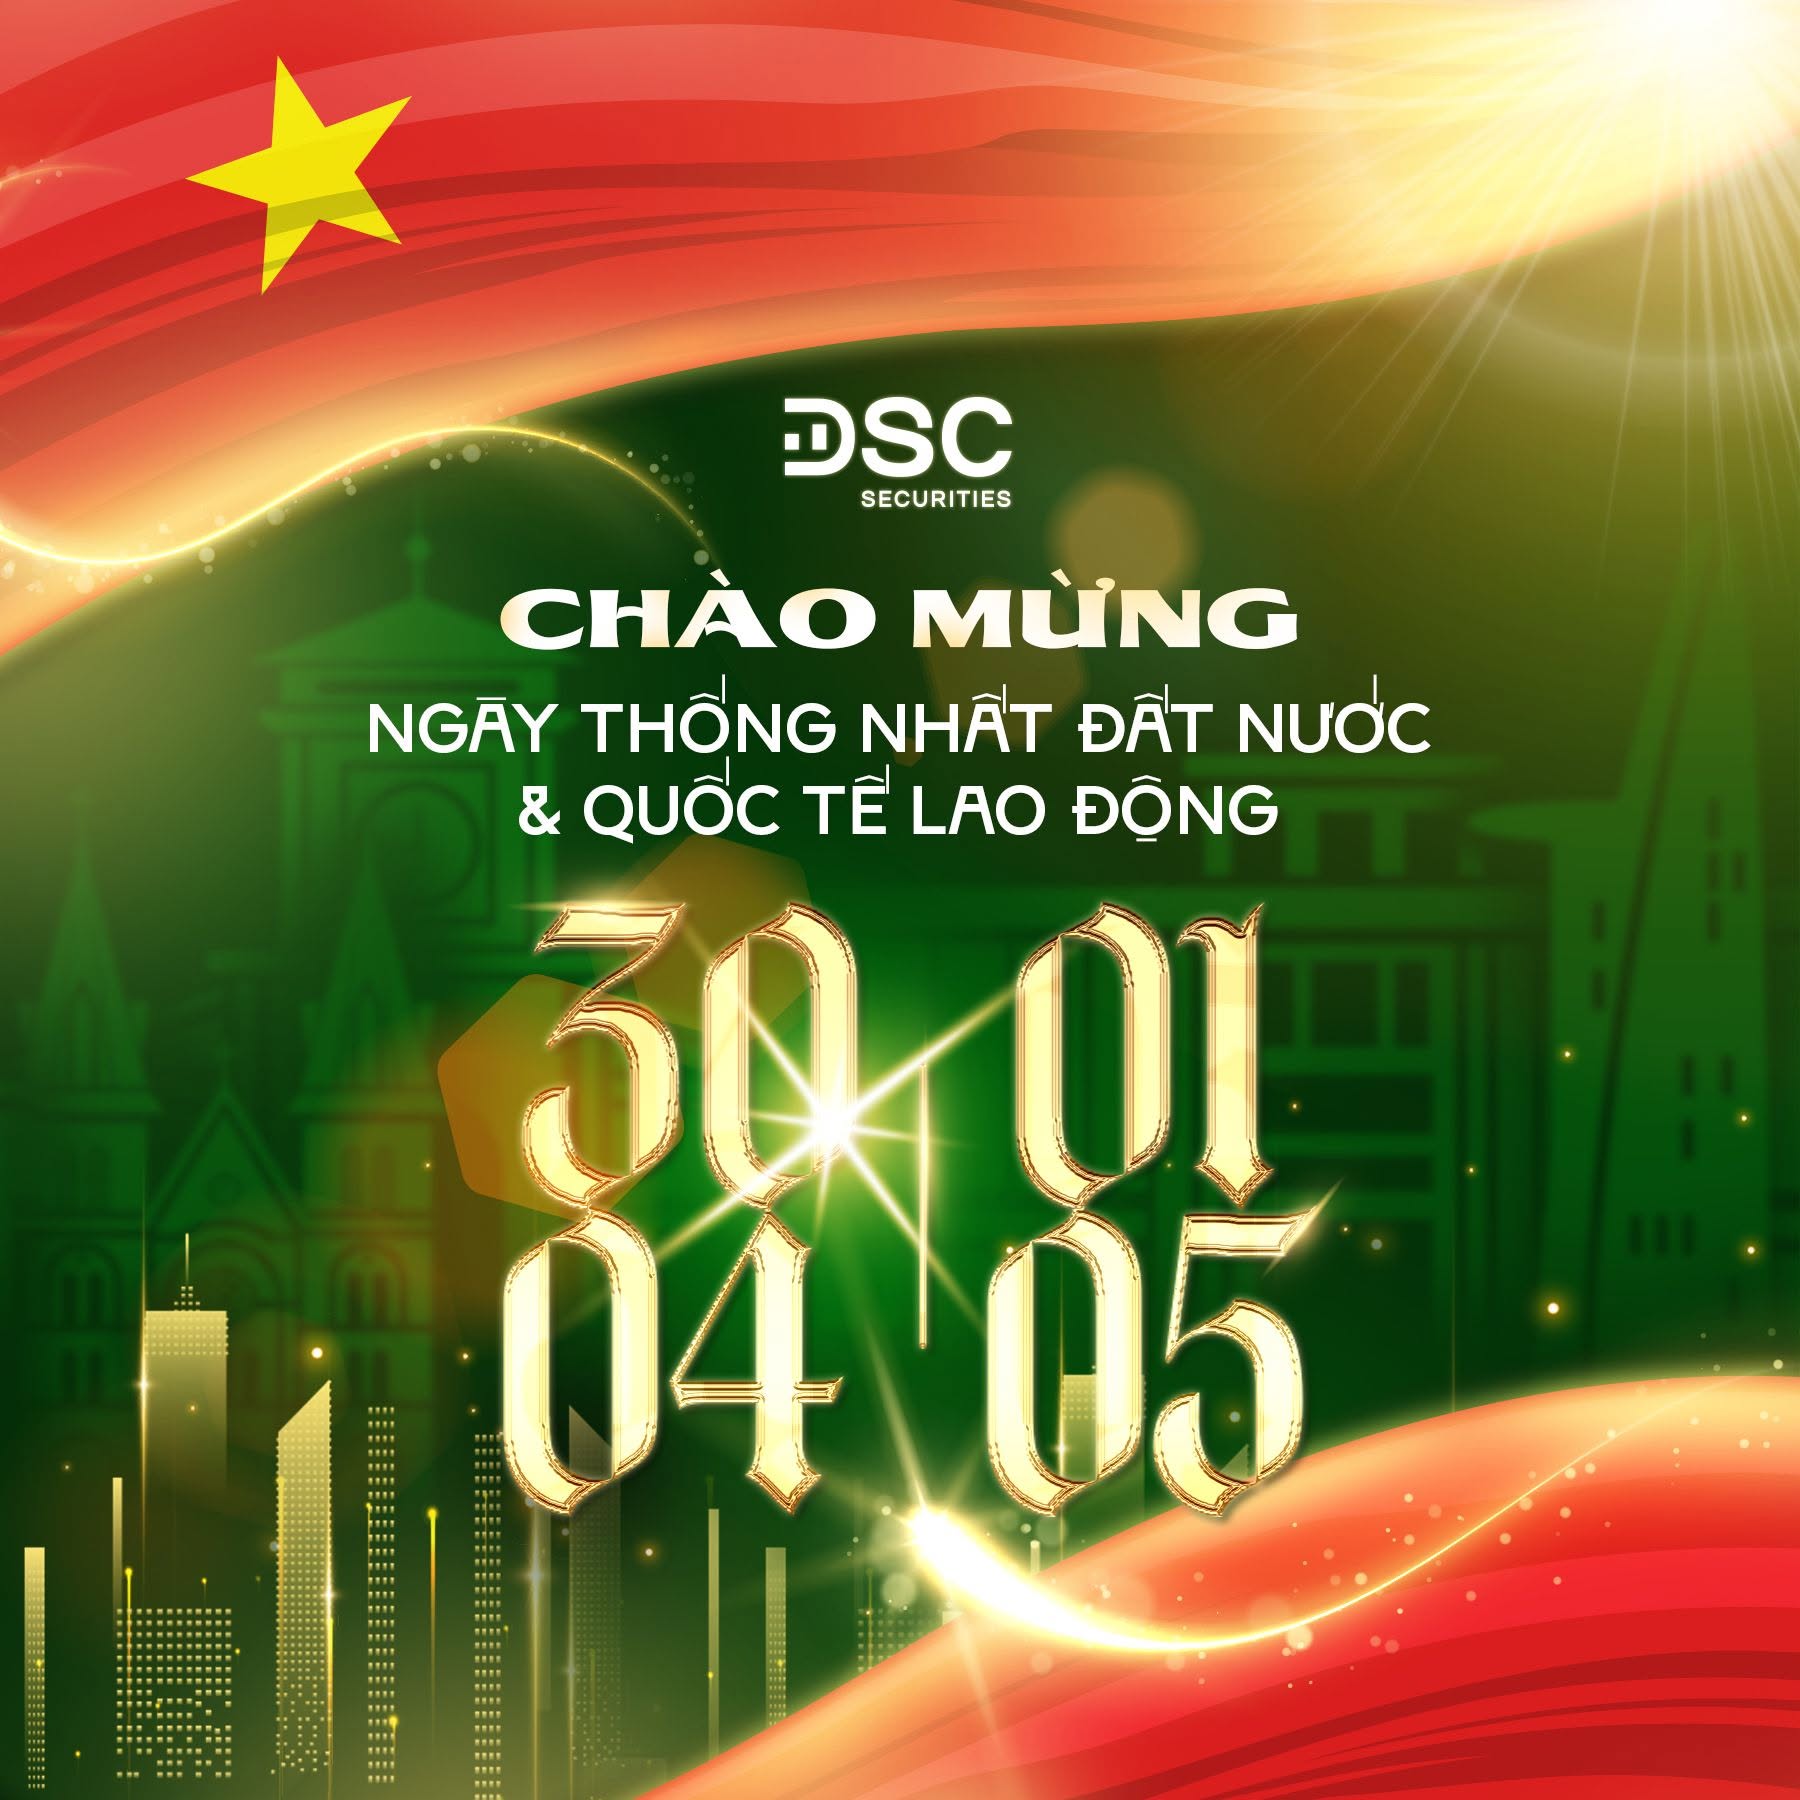 DSC
SECURITIES
CHÀO MỪNG
NGÀY THỐNG NHẤT ĐẤT NƯỚC
& QUỐC TẾ LAO ĐỘNG
30 | 01
04 | 05